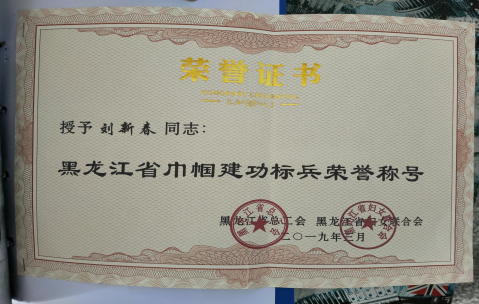 荣誉证书
授予 刘新春 同志：
黑龙江省巾帼建功标兵荣誉称号
黑龙江省总工会 黑龙江省妇女联合会
二〇一九年三月